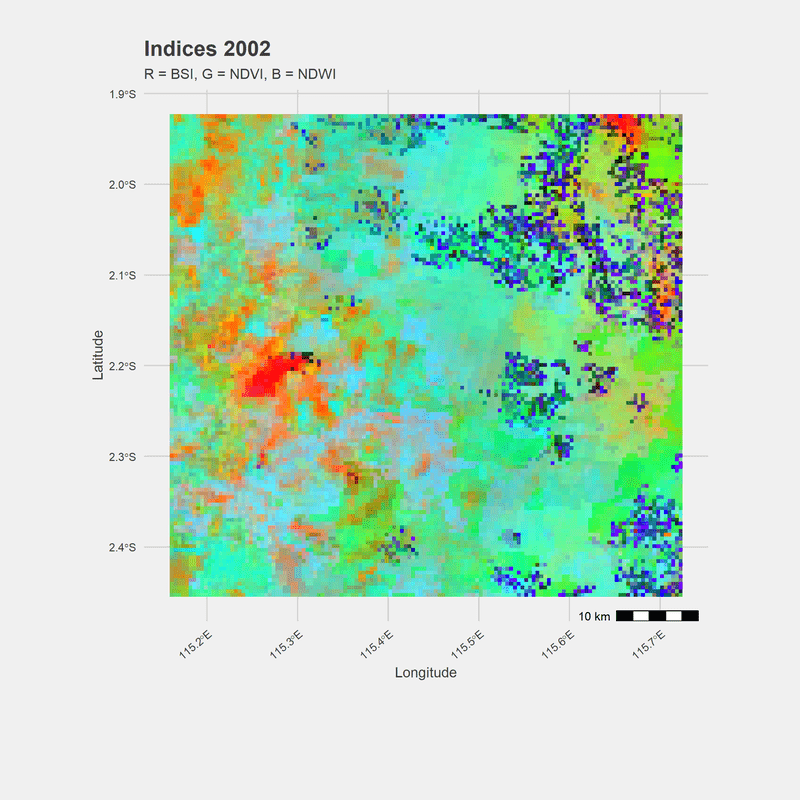 Indices 2002
R = BSI, G = NDVI, B = NDWI
1.9°S
2.0°S
2.1°S
2.2°S
2.3°S
2.4°S
Latitude
10 km
115.2°E
115.3°E
115.4°E
115.5°E
115.6°E
115.7°E
Longitude